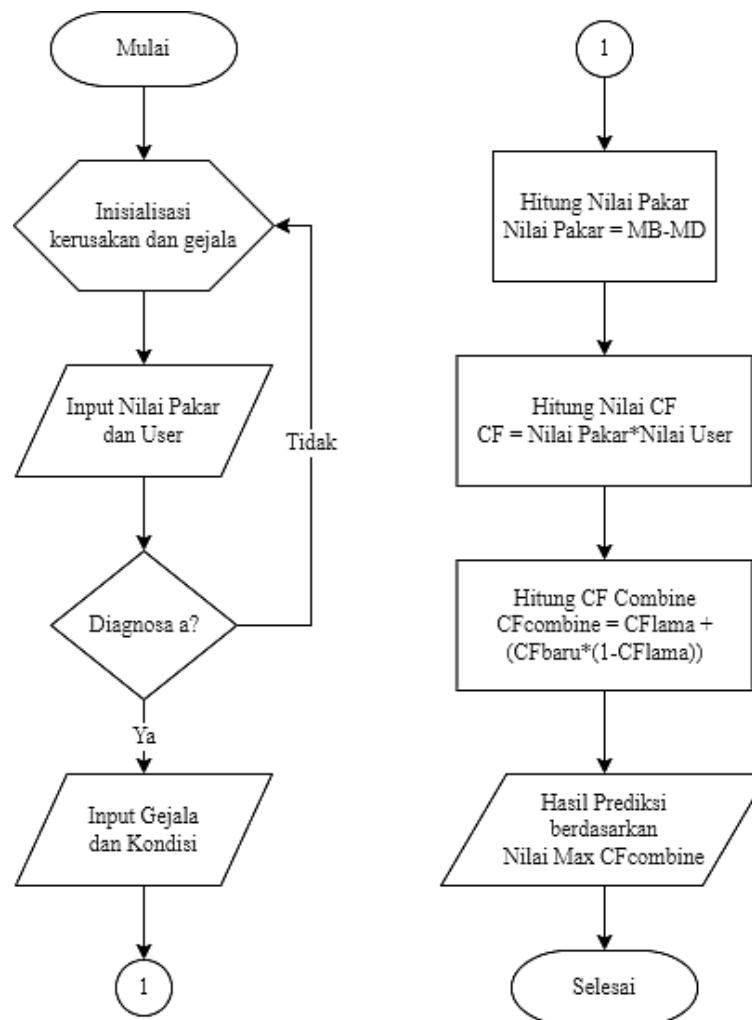 Mulai
Inisialisasi
kerusakan dan gejala
Input Nilai Pakar
dan User
Tidak
Diagnosa a?
Ya
Input Gejala
dan Kondisi
1
1
Hitung Nilai Pakar
Nilai Pakar = MB-MD
Hitung Nilai CF
CF = Nilai Pakar*Nilai User
Hitung CF Combine
CFcombine = CFlama +
(CFbaru*(1-CFlama))
Hasil Prediksi
berdasarkan
Nilai Max CFcombine
Selesai